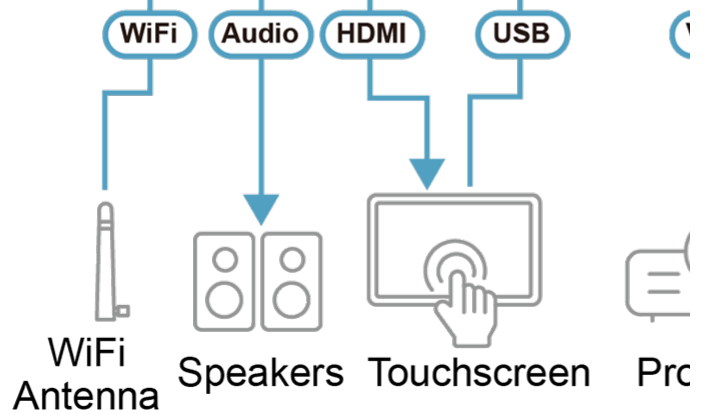 WiFi Audio HDMI USB
WiFi
Antenna
Speakers
Touchscreen